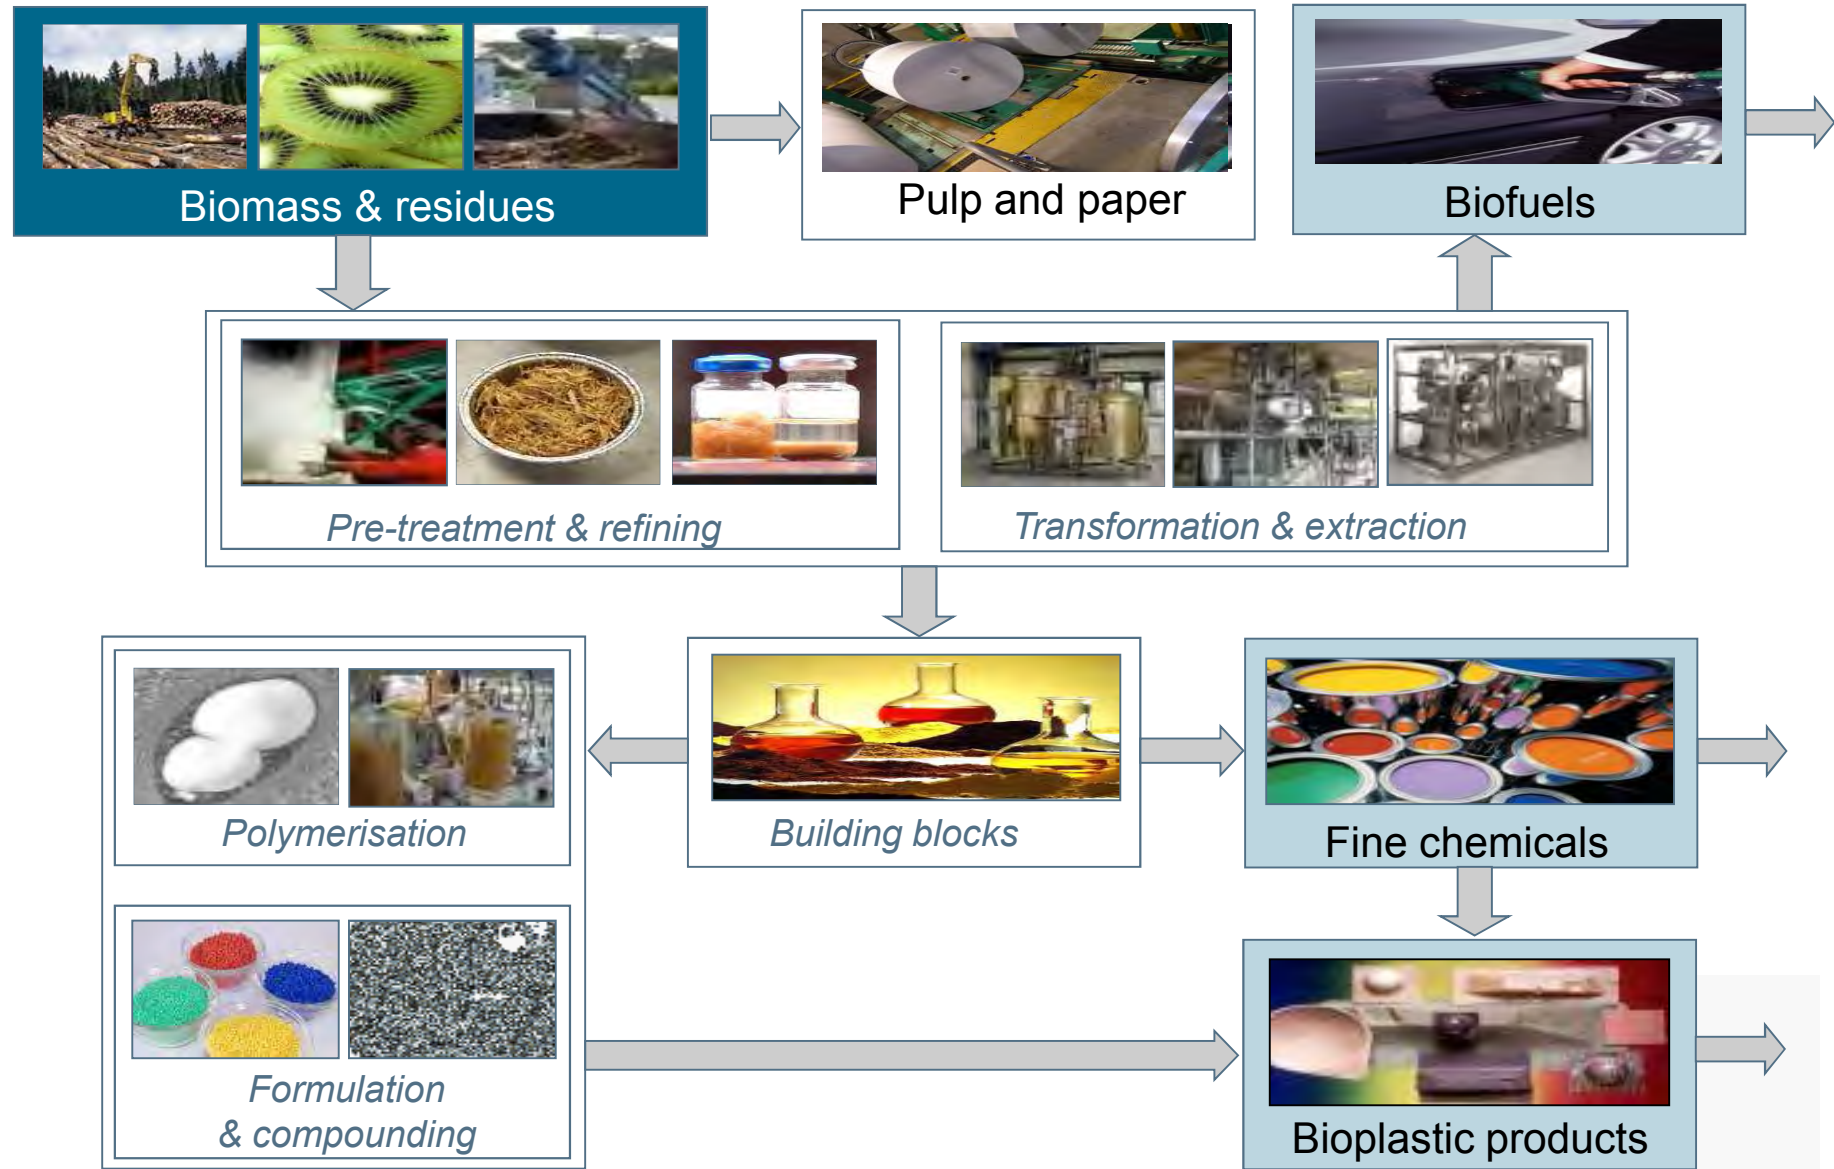 Biomass & residues
Pulp and paper
Biofuels
Pre-treatment & refining
Transformation & extraction
Polymerisation
Building blocks
Fine chemicals
Formulation
& compounding
Bioplastic products